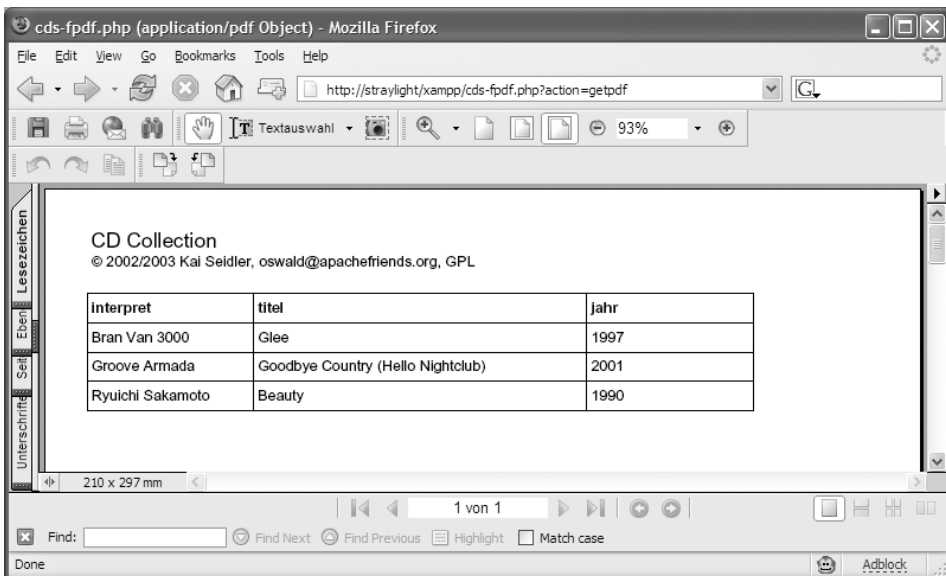 cds-fpdf.php (application/pdf Object) - Mozilla Firefox
File Edit View Go Bookmarks Tools Help
http://straylight/xampp/cds-fpdf.php?action=getpdf G
Textauswahl 93%
Lesezeichen
Eben
Seit
Unterschrifte
CD Collection
© 2002/2003 Kai Seidler, oswald@apachefriends.org, GPL
interpret titel jahr
Bran Van 3000 Glee 1997
Groove Armada Goodbye Country (Hello Nightclub) 2001
Ryuichi Sakamoto Beauty 1990
210 x 297 mm
1 von 1
Find: Find Next Find Previous Highlight Match case
Done Adblock